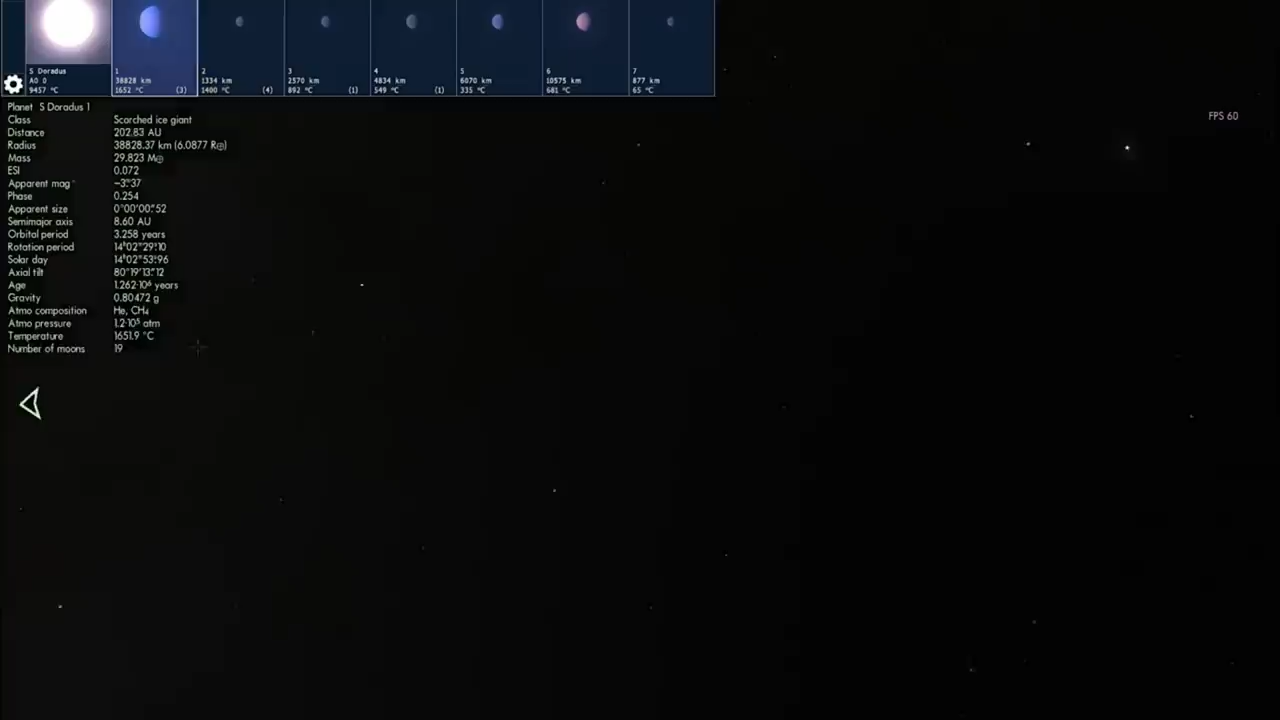 S Doradus
A0 0
9457 °C
1
38828 km
1652 °C (3)
2
1334 km
1400 °C (4)
3
2570 km
892 °C (1)
4
4834 km
549 °C (1)
5
6070 km
335 °C
6
10575 km
681 °C
7
877 km
65 °C
FPS 60
Planet S Doradus 1
Class Scorched ice giant
Distance 202.83 AU
Radius 38828.37 km (6.0877 R⊕)
Mass 29.823 M⊕
ESI 0.072
Apparent mag -3ᵐ.37
Phase 0.254
Apparent size 0°00'00".52
Semimajor axis 8.60 AU
Orbital period 3.258 years
Rotation period 14ʰ02ᵐ29ˢ.10
Solar day 14ʰ02ᵐ53ˢ.96
Axial tilt 80°19'13".12
Age 1.262·10⁶ years
Gravity 0.80472 g
Atmo composition He, CH₄
Atmo pressure 1.2·10⁵ atm
Temperature 1651.9 °C
Number of moons 19